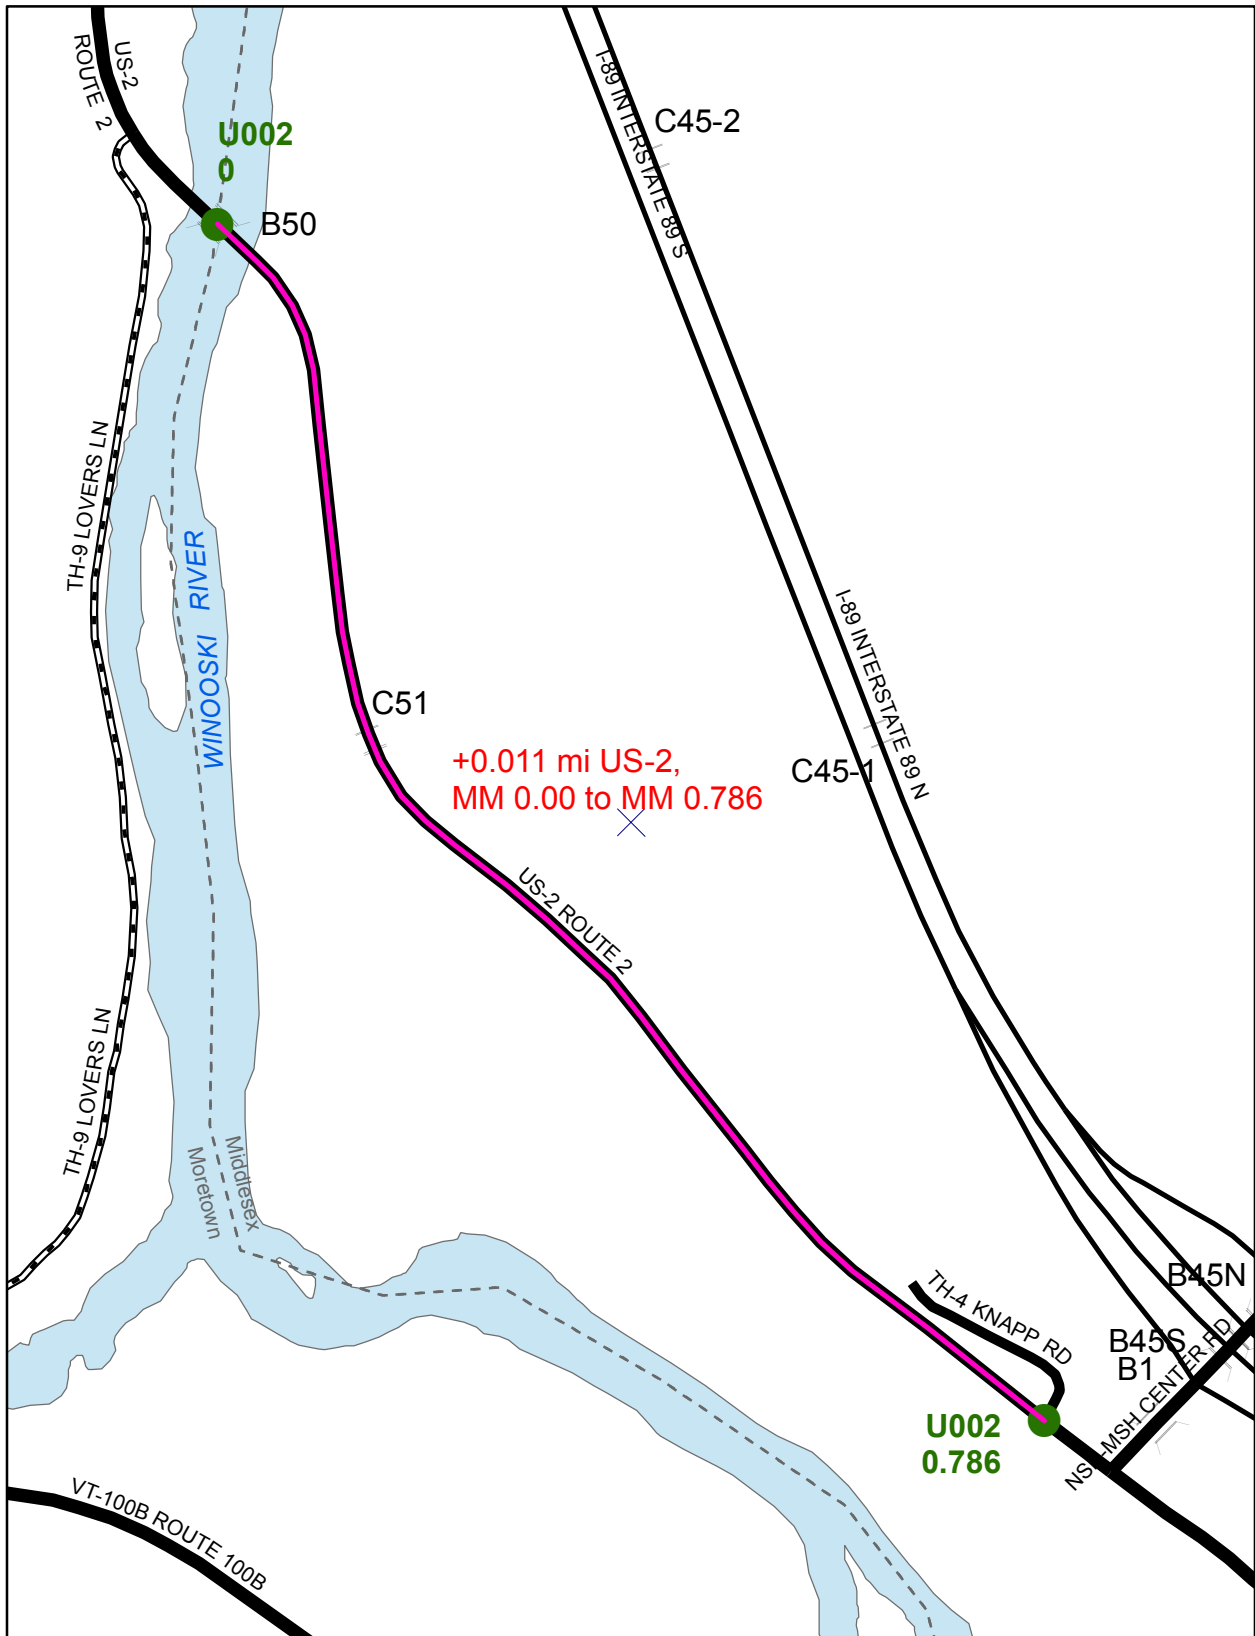 US-2
ROUTE 2
U002
0
B50
I-89 INTERSTATE 89 S
C45-2
TH-9 LOVERS LN
WINOOSKI RIVER
I-89 INTERSTATE 89 N
C51
+0.011 mi US-2,
MM 0.00 to MM 0.786
C45-1
US-2 ROUTE 2
TH-9 LOVERS LN
Middlesex
Moretown
TH-4 KNAPP RD
B45N
B45S
B1
MSH CENTER RD
U002
0.786
VT-100B ROUTE 100B